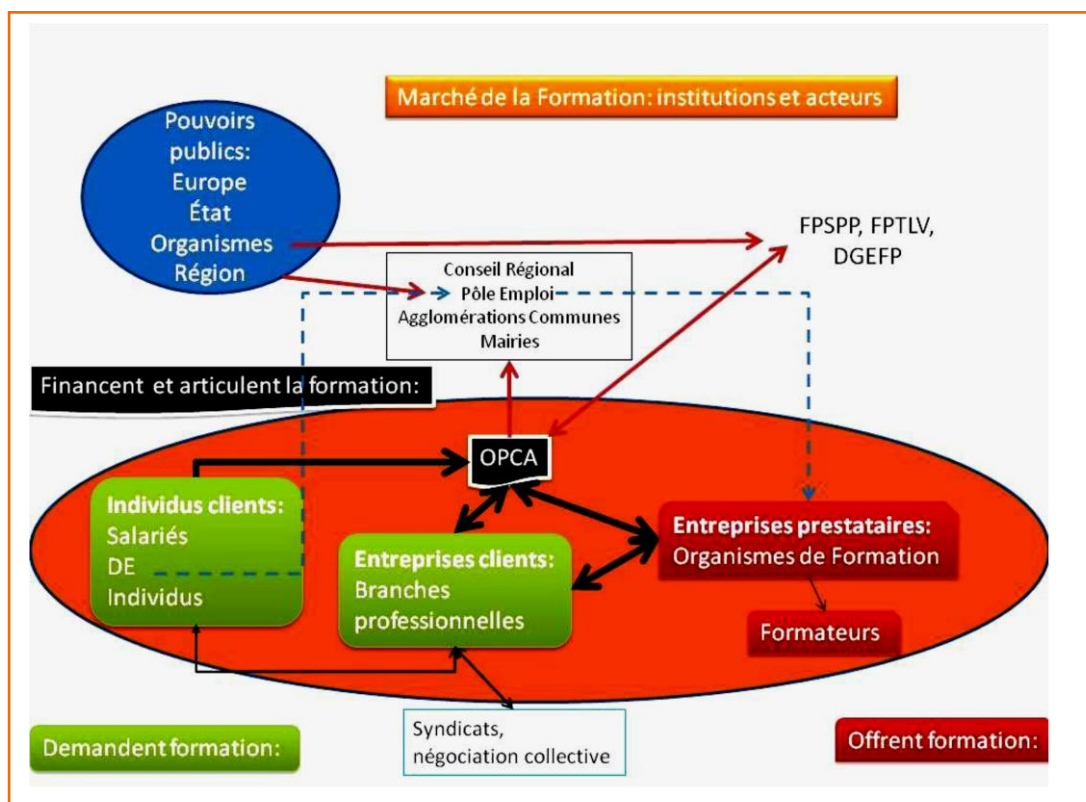 Marché de la Formation: institutions et acteurs
Pouvoirs
publics:
Europe
État
Organismes
Région
FPSPP, FPTLV,
DGEFP
Conseil Régional
Pôle Emploi
Agglomérations Communes
Mairies
Financent et articulent la formation:
OPCA
Individus clients:
Salariés
DE
Individus
Entreprises clients:
Branches
professionnelles
Entreprises prestataires:
Organismes de Formation
Formateurs
Demandent formation:
Syndicats,
négociation collective
Offrent formation: